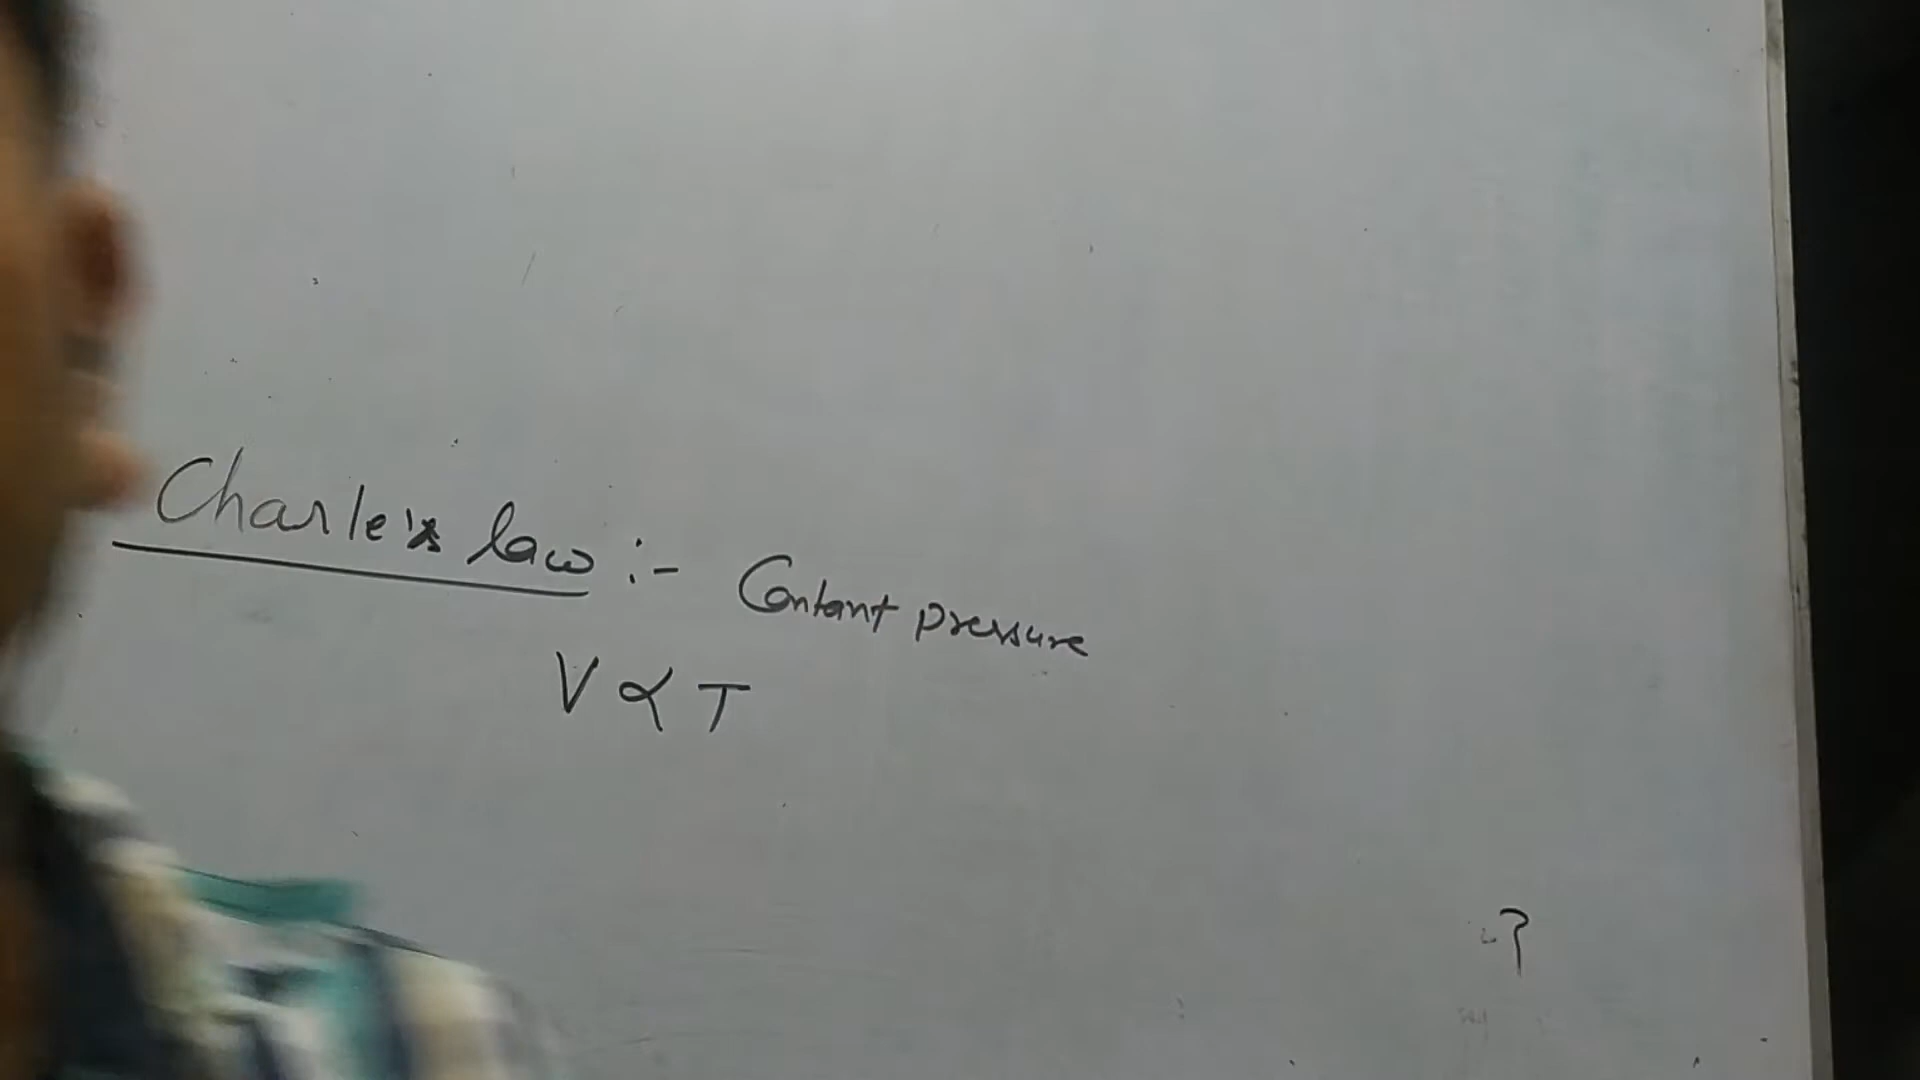 Charle's law :- Contant pressure
V ∝ T
?